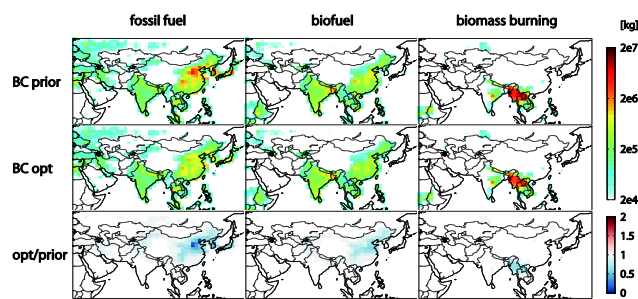 fossil fuel biofuel biomass burning [kg]
BC prior
2e7
2e6
BC opt
2e5
2e4
opt/prior
2
1.5
1
0.5
0